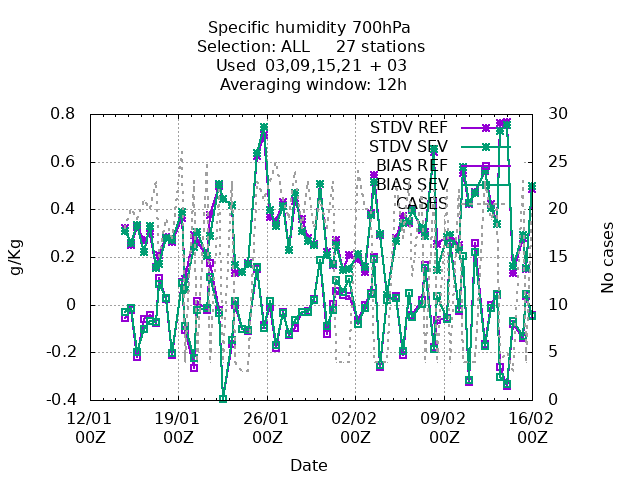 Specific humidity 700hPa
Selection: ALL     27 stations
Used  03,09,15,21 + 03
Averaging window: 12h
0.8
0.6
0.4
0.2
0
-0.2
-0.4
g/Kg
30
25
20
15
10
5
0
No cases
STDV REF
STDV SEV
BIAS REF
BIAS SEV
CASES
12/01 19/01 26/01 02/02 09/02 16/02
00Z 00Z 00Z 00Z 00Z 00Z
Date